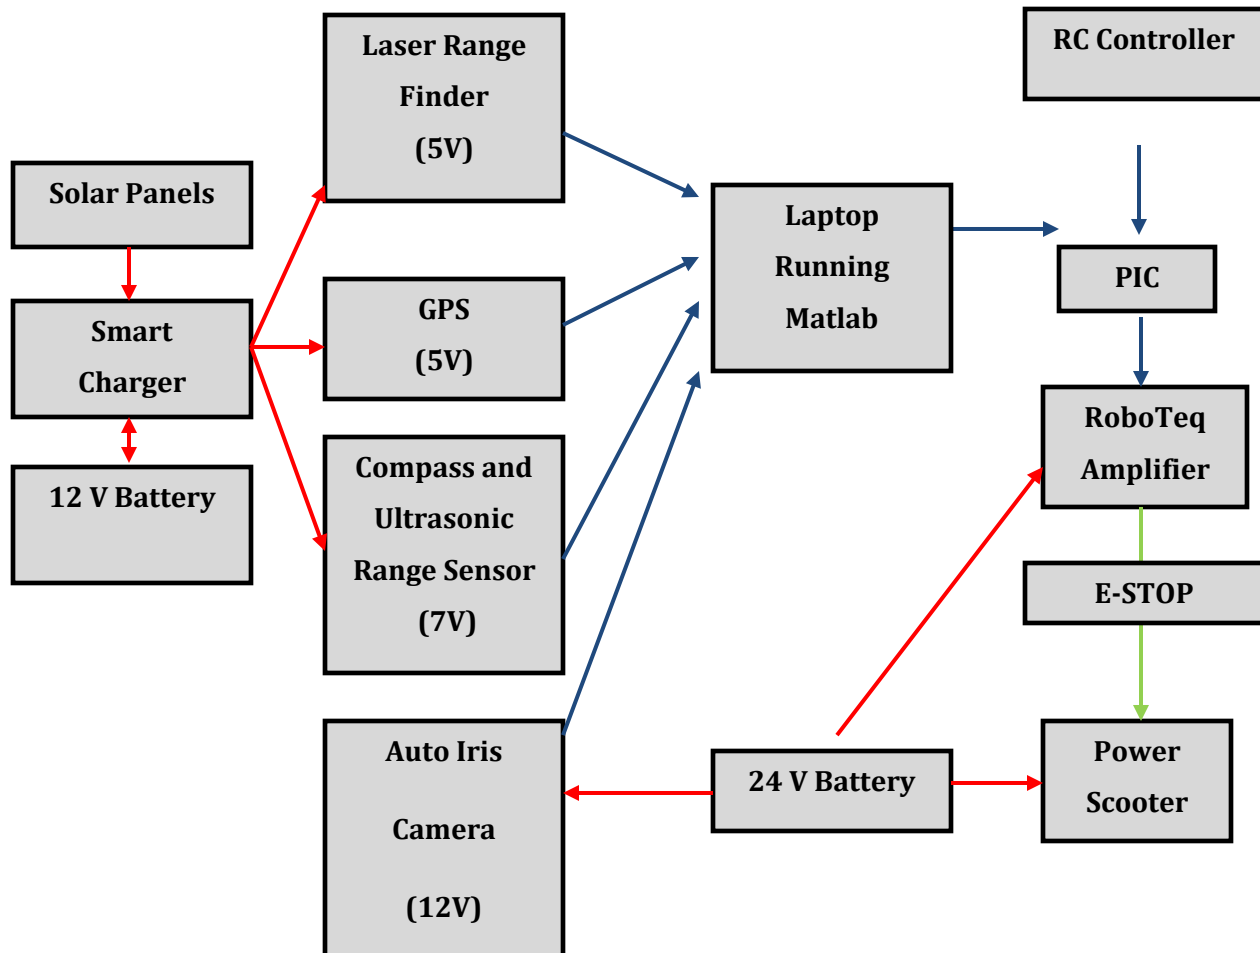 Laser Range
Finder
(5V)
RC Controller
Solar Panels
Laptop
Running
Matlab
PIC
GPS
(5V)
Smart
Charger
RoboTeq
Amplifier
Compass and
Ultrasonic
Range Sensor
(7V)
12 V Battery
E-STOP
Auto Iris
Camera
(12V)
24 V Battery
Power
Scooter